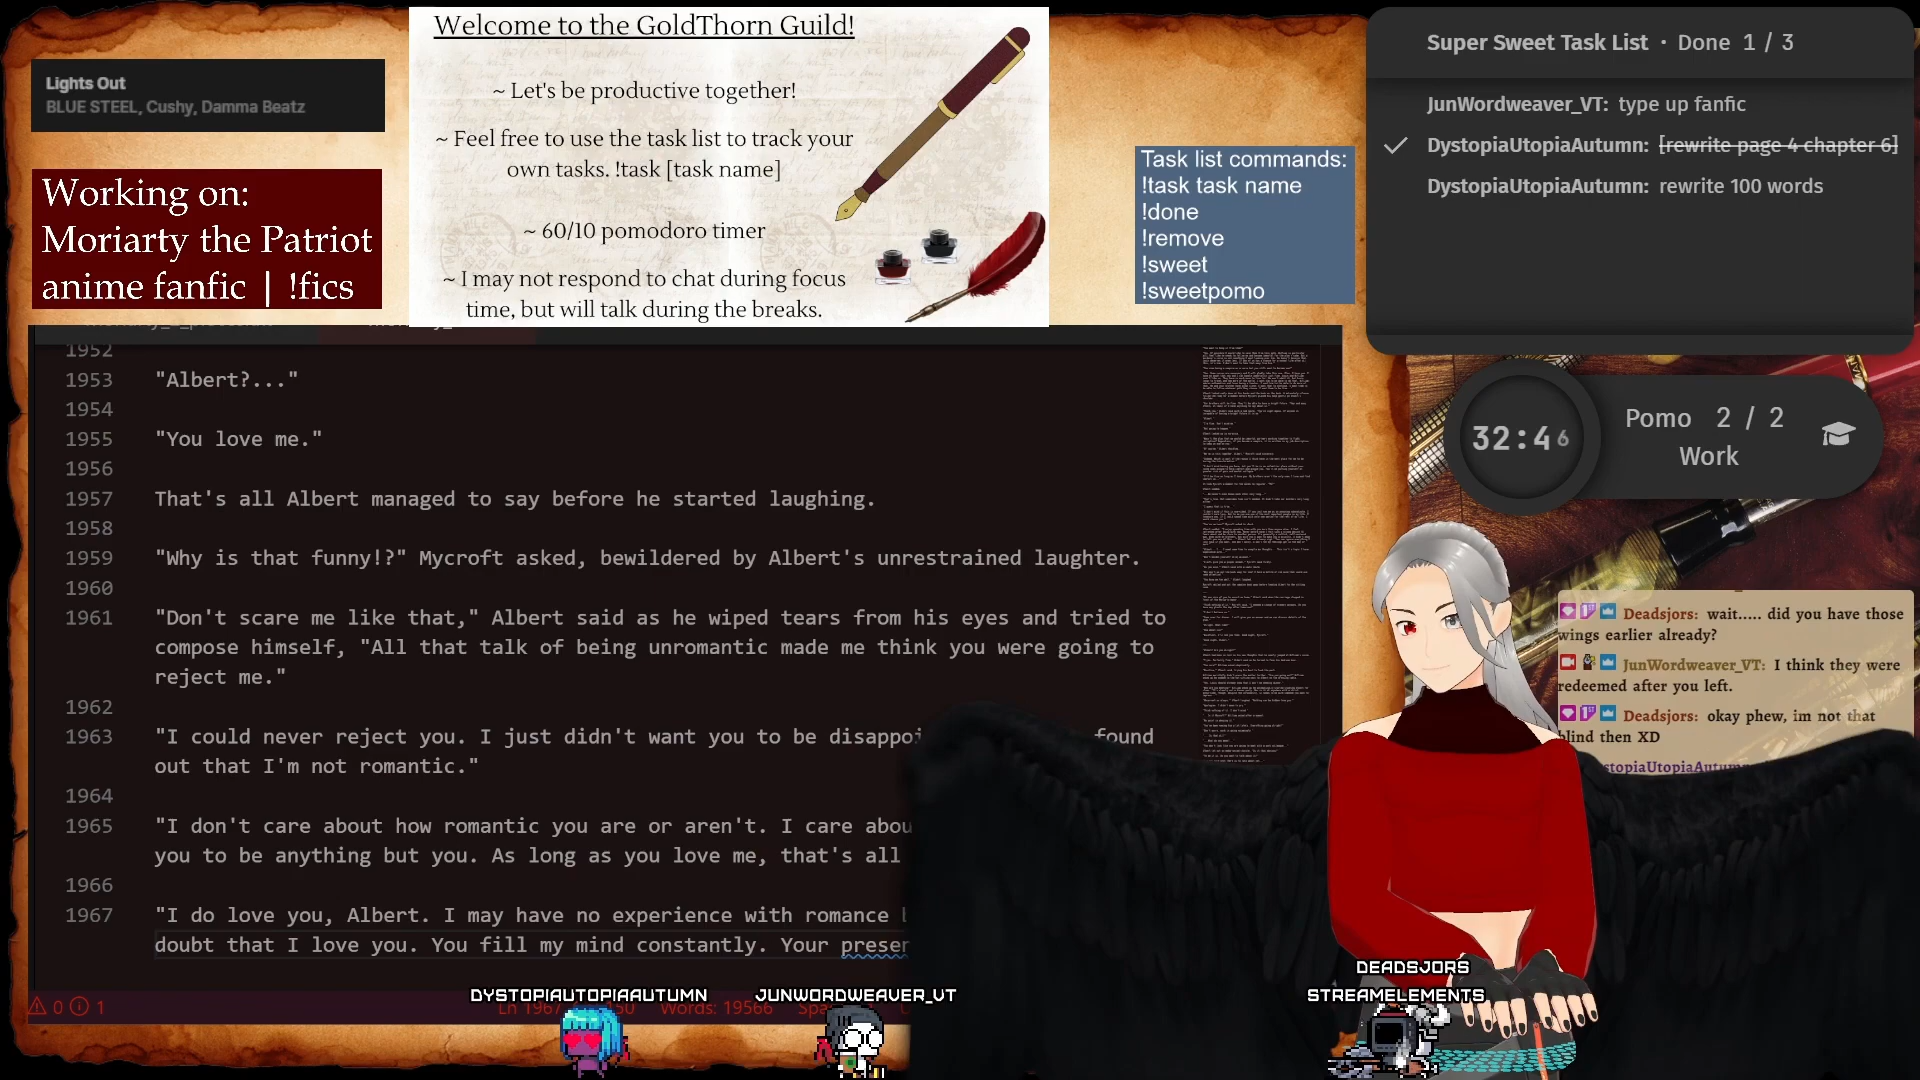 Welcome to the GoldThorn Guild!
~ Let's be productive together!
~ Feel free to use the task list to track your
own tasks. !task [task name]
~ 60/10 pomodoro timer
~ I may not respond to chat during focus
time, but will talk during the breaks.
Lights Out
BLUE STEEL, Cushy, Damma Beatz
Working on:
Moriarty the Patriot
anime fanfic | !fics
Task list commands:
!task task name
!done
!remove
!sweet
!sweetpomo
Super Sweet Task List · Done 1 / 3
JunWordweaver_VT: type up fanfic
DystopiaUtopiaAutumn: [rewrite page 4 chapter 6]
DystopiaUtopiaAutumn: rewrite 100 words
32:46
Pomo 2 / 2
Work
1952
1953 "Albert?..."
1954
1955 "You love me."
1956
1957 That's all Albert managed to say before he started laughing.
1958
1959 "Why is that funny!?" Mycroft asked, bewildered by Albert's unrestrained laughter.
1960
1961 "Don't scare me like that," Albert said as he wiped tears from his eyes and tried to
compose himself, "All that talk of being unromantic made me think you were going to
reject me."
1962
1963 "I could never reject you. I just didn't want you to be found
out that I'm not romantic."
1964
1965 "I don't care about how romantic you are or aren't. I care
you to be anything but you. As long as you love me, that's all
1966
1967 "I do love you, Albert. I may have no experience with romance
doubt that I love you. You fill my mind constantly. Your
Deadsjors: wait..... did you have those
wings earlier already?
JunWordweaver_VT: I think they were
redeemed after you left.
Deadsjors: okay phew, im not that
blind then XD
0 1
Ln 1967 Words: 19566
DYSTOPIAUTOPIAAUTUMN
JUNWORDWEAVER_VT
DEADSJORS
STREAMELEMENTS